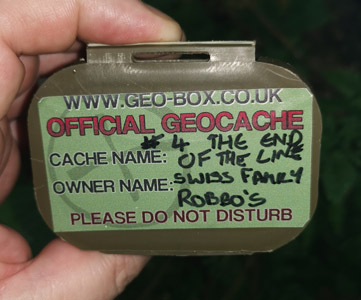 WWW.GEO-BOX.CO.UK
OFFICIAL GEOCACHE
#4 THE END
CACHE NAME: OF THE LINE
OWNER NAME: SWISS FAMILY
ROBBO'S
PLEASE DO NOT DISTURB